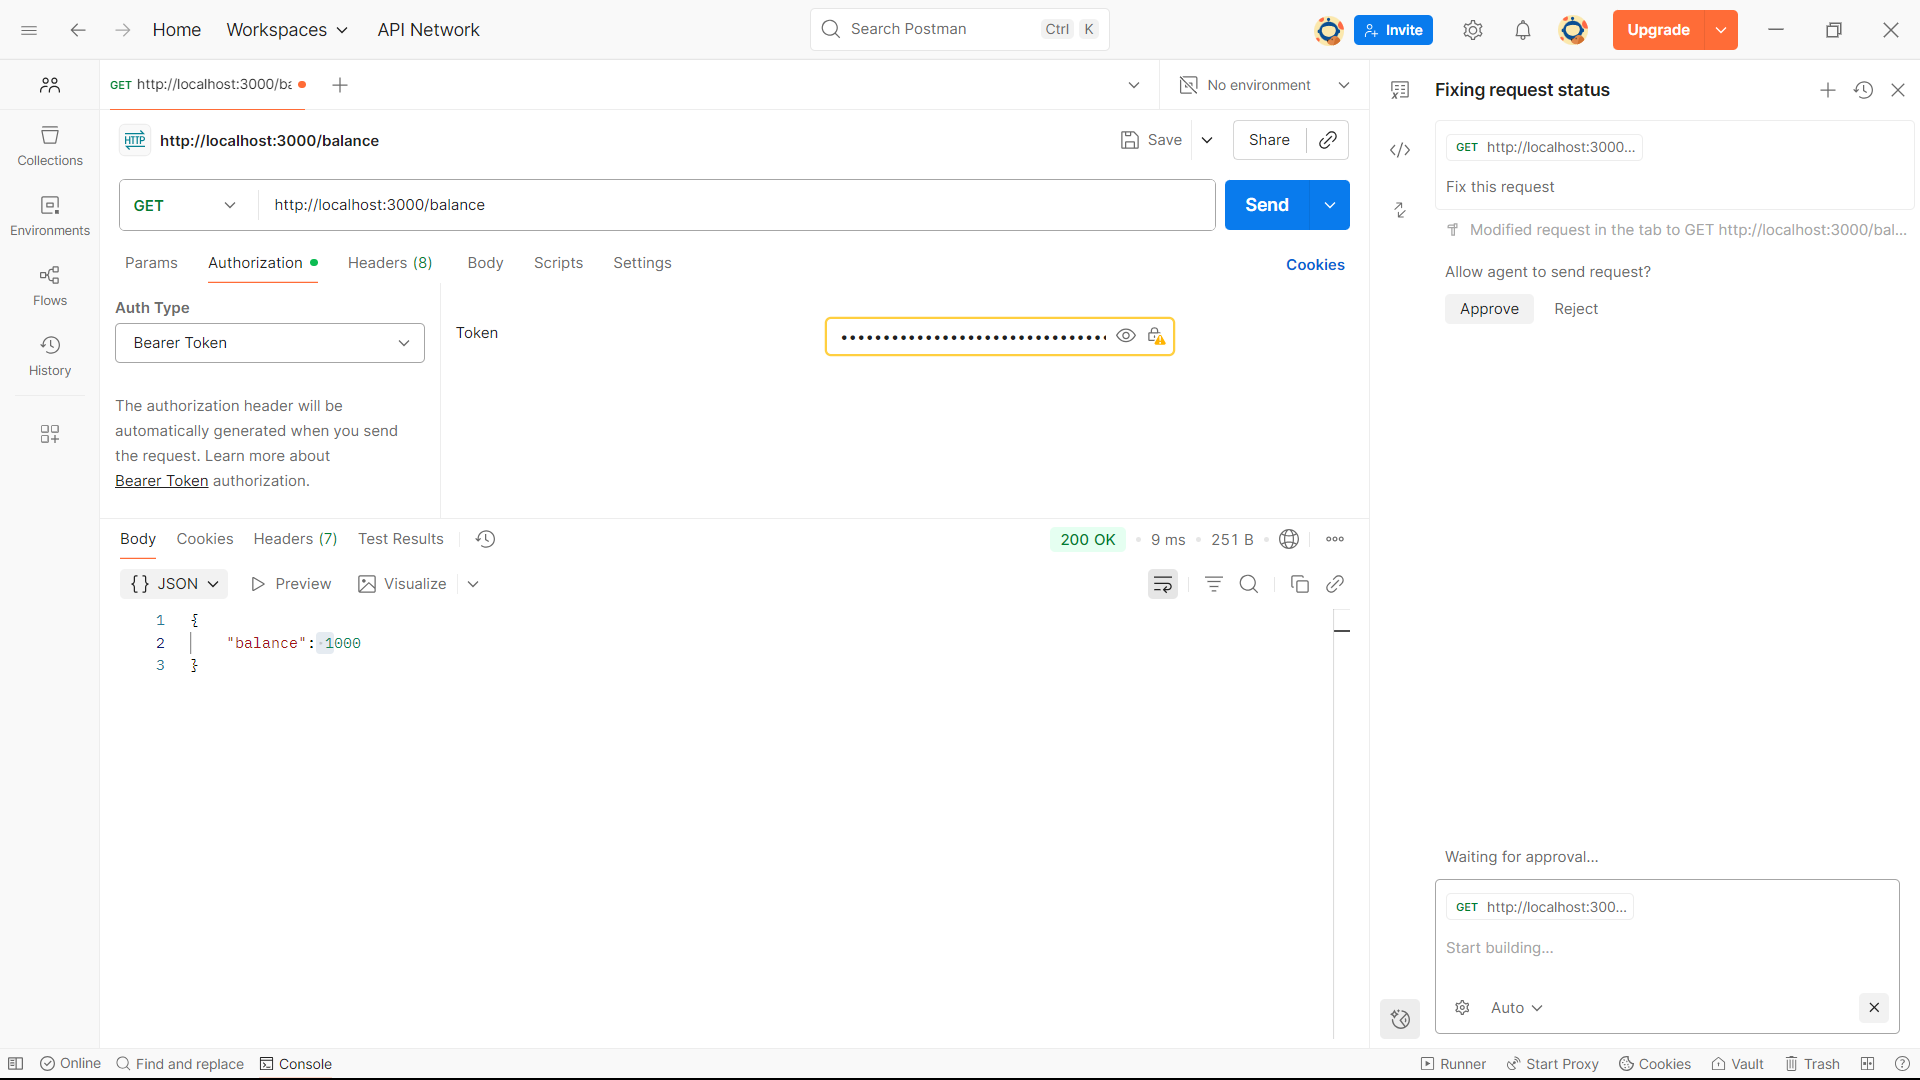 Home Workspaces API Network
Search Postman Ctrl K
Invite Upgrade
GET http://localhost:3000/ba
No environment
HTTP http://localhost:3000/balance
Save Share
GET http://localhost:3000/balance Send
Params Authorization Headers (8) Body Scripts Settings Cookies
Collections
Environments
Flows
History
Auth Type
Bearer Token
The authorization header will be
automatically generated when you send
the request. Learn more about
Bearer Token authorization.
Token
Body Cookies Headers (7) Test Results
200 OK 9 ms 251 B
{} JSON Preview Visualize
1 {
2 "balance": 1000
3 }
Fixing request status
GET http://localhost:3000...
Fix this request
Modified request in the tab to GET http://localhost:3000/bal...
Allow agent to send request?
Approve Reject
Waiting for approval...
GET http://localhost:300...
Start building...
Auto
Online Find and replace Console
Runner Start Proxy Cookies Vault Trash